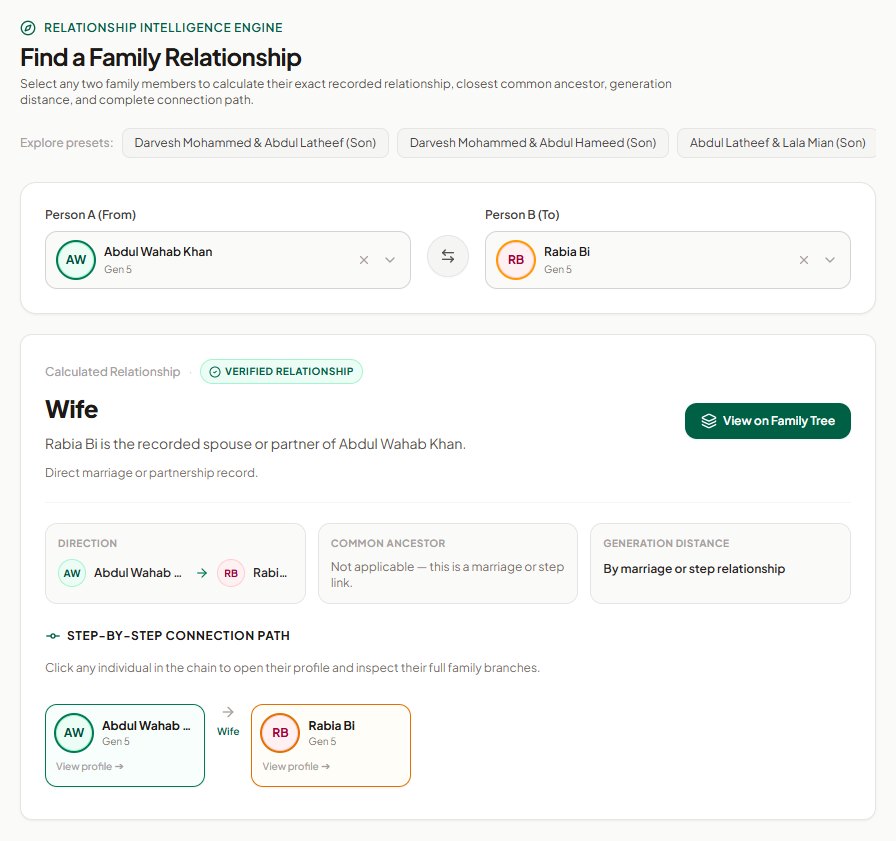 RELATIONSHIP INTELLIGENCE ENGINE
Find a Family Relationship
Select any two family members to calculate their exact recorded relationship, closest common ancestor, generation
distance, and complete connection path.
Explore presets:
Darvesh Mohammed & Abdul Latheef (Son)
Darvesh Mohammed & Abdul Hameed (Son)
Abdul Latheef & Lala Mian (Son)
Person A (From)
AW
Abdul Wahab Khan
Gen 5
Person B (To)
RB
Rabia Bi
Gen 5
Calculated Relationship ·
VERIFIED RELATIONSHIP
Wife
Rabia Bi is the recorded spouse or partner of Abdul Wahab Khan.
Direct marriage or partnership record.
View on Family Tree
DIRECTION
AW
Abdul Wahab ...
→
RB
Rabi...
COMMON ANCESTOR
Not applicable — this is a marriage or step
link.
GENERATION DISTANCE
By marriage or step relationship
STEP-BY-STEP CONNECTION PATH
Click any individual in the chain to open their profile and inspect their full family branches.
AW
Abdul Wahab ...
Gen 5
View profile →
→
Wife
RB
Rabia Bi
Gen 5
View profile →